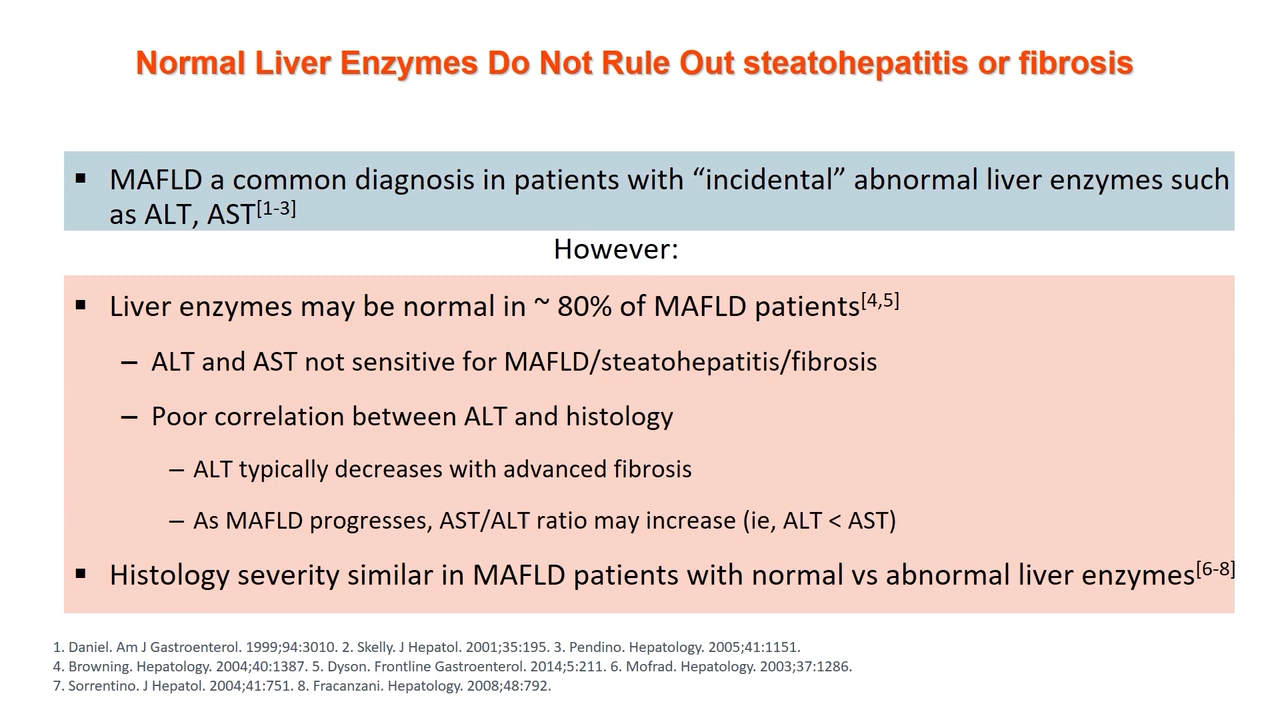 Normal Liver Enzymes Do Not Rule Out steatohepatitis or fibrosis
▪ MAFLD a common diagnosis in patients with “incidental” abnormal liver enzymes such
as ALT, AST[1-3]
However:
▪ Liver enzymes may be normal in ~ 80% of MAFLD patients[4,5]
– ALT and AST not sensitive for MAFLD/steatohepatitis/fibrosis
– Poor correlation between ALT and histology
– ALT typically decreases with advanced fibrosis
– As MAFLD progresses, AST/ALT ratio may increase (ie, ALT < AST)
▪ Histology severity similar in MAFLD patients with normal vs abnormal liver enzymes[6-8]
1. Daniel. Am J Gastroenterol. 1999;94:3010. 2. Skelly. J Hepatol. 2001;35:195. 3. Pendino. Hepatology. 2005;41:1151.
4. Browning. Hepatology. 2004;40:1387. 5. Dyson. Frontline Gastroenterol. 2014;5:211. 6. Mofrad. Hepatology. 2003;37:1286.
7. Sorrentino. J Hepatol. 2004;41:751. 8. Fracanzani. Hepatology. 2008;48:792.